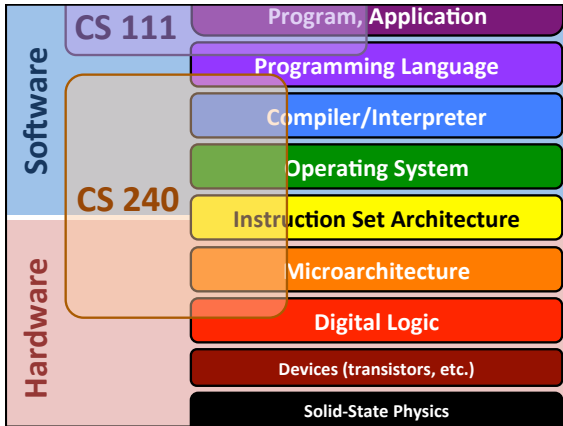 CS 111
Program, Application
Programming Language
Compiler/Interpreter
Operating System
CS 240
Instruction Set Architecture
Microarchitecture
Digital Logic
Devices (transistors, etc.)
Solid-State Physics
Software
Hardware